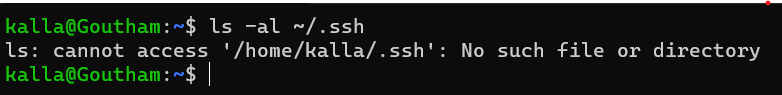 kalla@Goutham:~$ ls -al ~/.ssh
ls: cannot access '/home/kalla/.ssh': No such file or directory
kalla@Goutham:~$